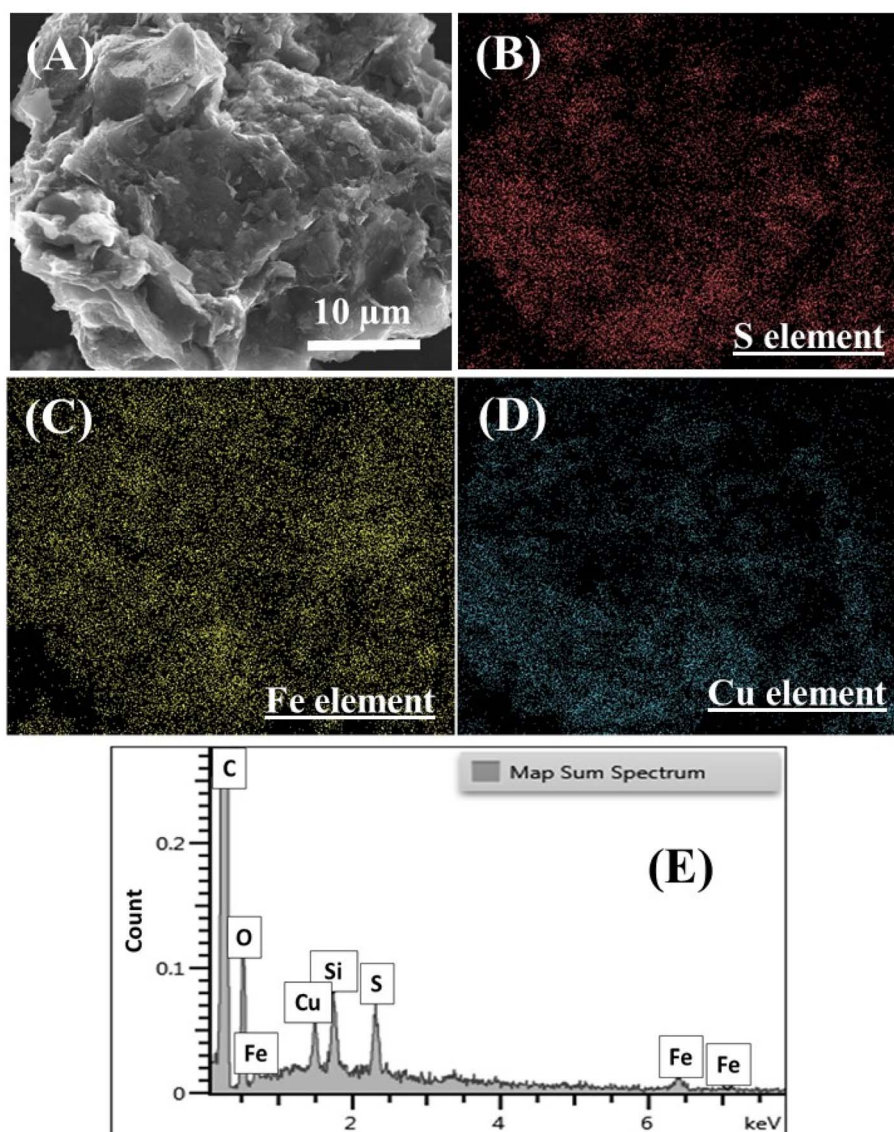 (A)
10 µm
(B)
S element
(C)
Fe element
(D)
Cu element
C
Map Sum Spectrum
0.2
(E)
Count
O
0.1
Si
S
Cu
Fe
Fe
Fe
0
2
4
6
keV